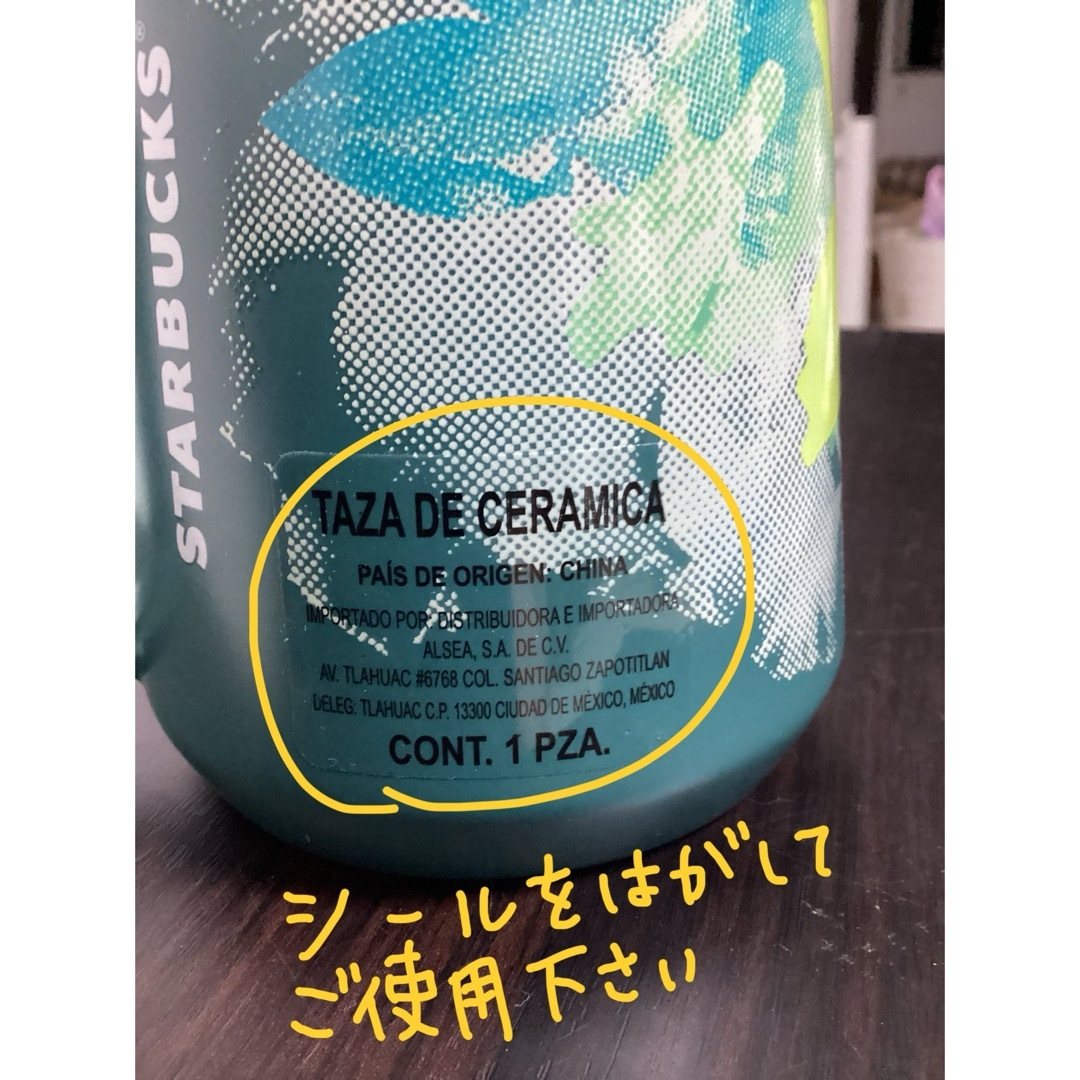 STARBUCKS®
TAZA DE CERAMICA
PAÍS DE ORIGEN: CHINA
IMPORTADO POR: DISTRIBUIDORA E IMPORTADORA
ALSEA, S.A. DE C.V.
AV. TLAHUAC #6768 COL. SANTIAGO ZAPOTITLAN
DELEG: TLAHUAC C.P. 13300 CIUDAD DE MÉXICO, MÉXICO
CONT. 1 PZA.
シールをはがして
ご使用下さい